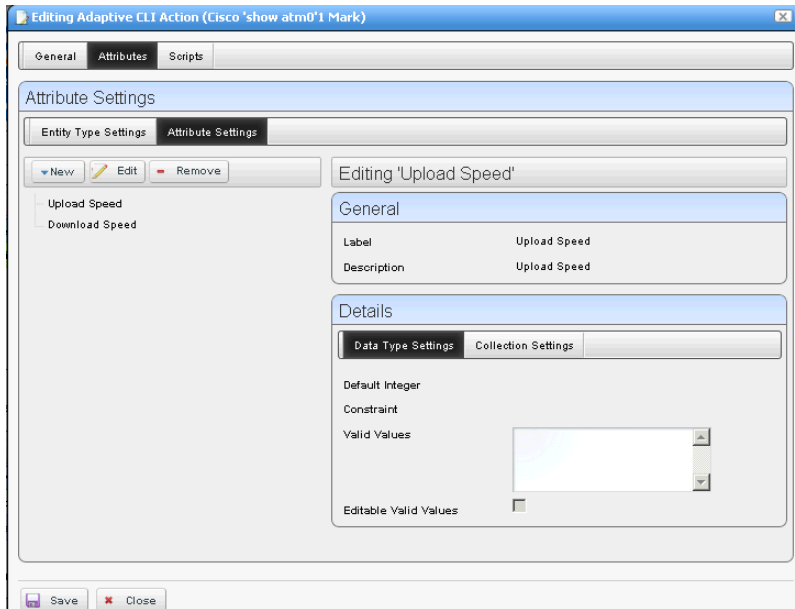 Editing Adaptive CLI Action (Cisco 'show atm0'1 Mark)
General Attributes Scripts
Attribute Settings
Entity Type Settings Attribute Settings
New Edit Remove
Upload Speed
Download Speed
Editing 'Upload Speed'
General
Label Upload Speed
Description Upload Speed
Details
Data Type Settings Collection Settings
Default Integer
Constraint
Valid Values
Editable Valid Values
Save Close